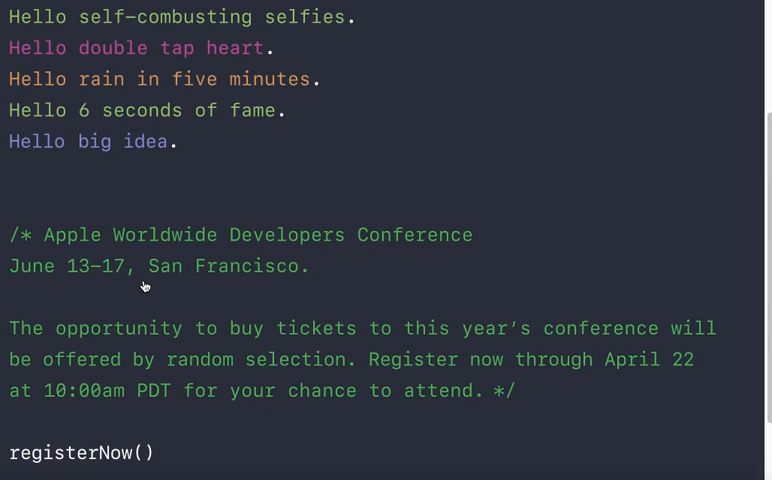 Hello self-combusting selfies.
Hello double tap heart.
Hello rain in five minutes.
Hello 6 seconds of fame.
Hello big idea.
/* Apple Worldwide Developers Conference
June 13–17, San Francisco.
The opportunity to buy tickets to this year’s conference will
be offered by random selection. Register now through April 22
at 10:00am PDT for your chance to attend. */
registerNow()